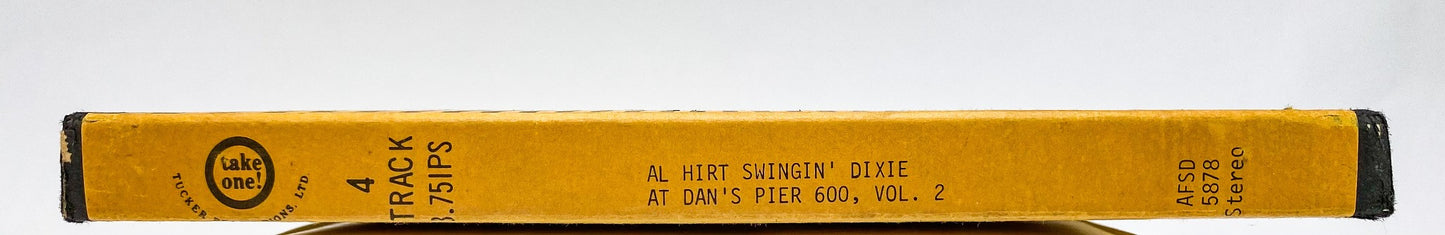 take
one!
TUCKER LTD.
4
TRACK
3.75IPS
AL HIRT SWINGIN' DIXIE
AT DAN'S PIER 600, VOL. 2
AFSD
5878
Stereo